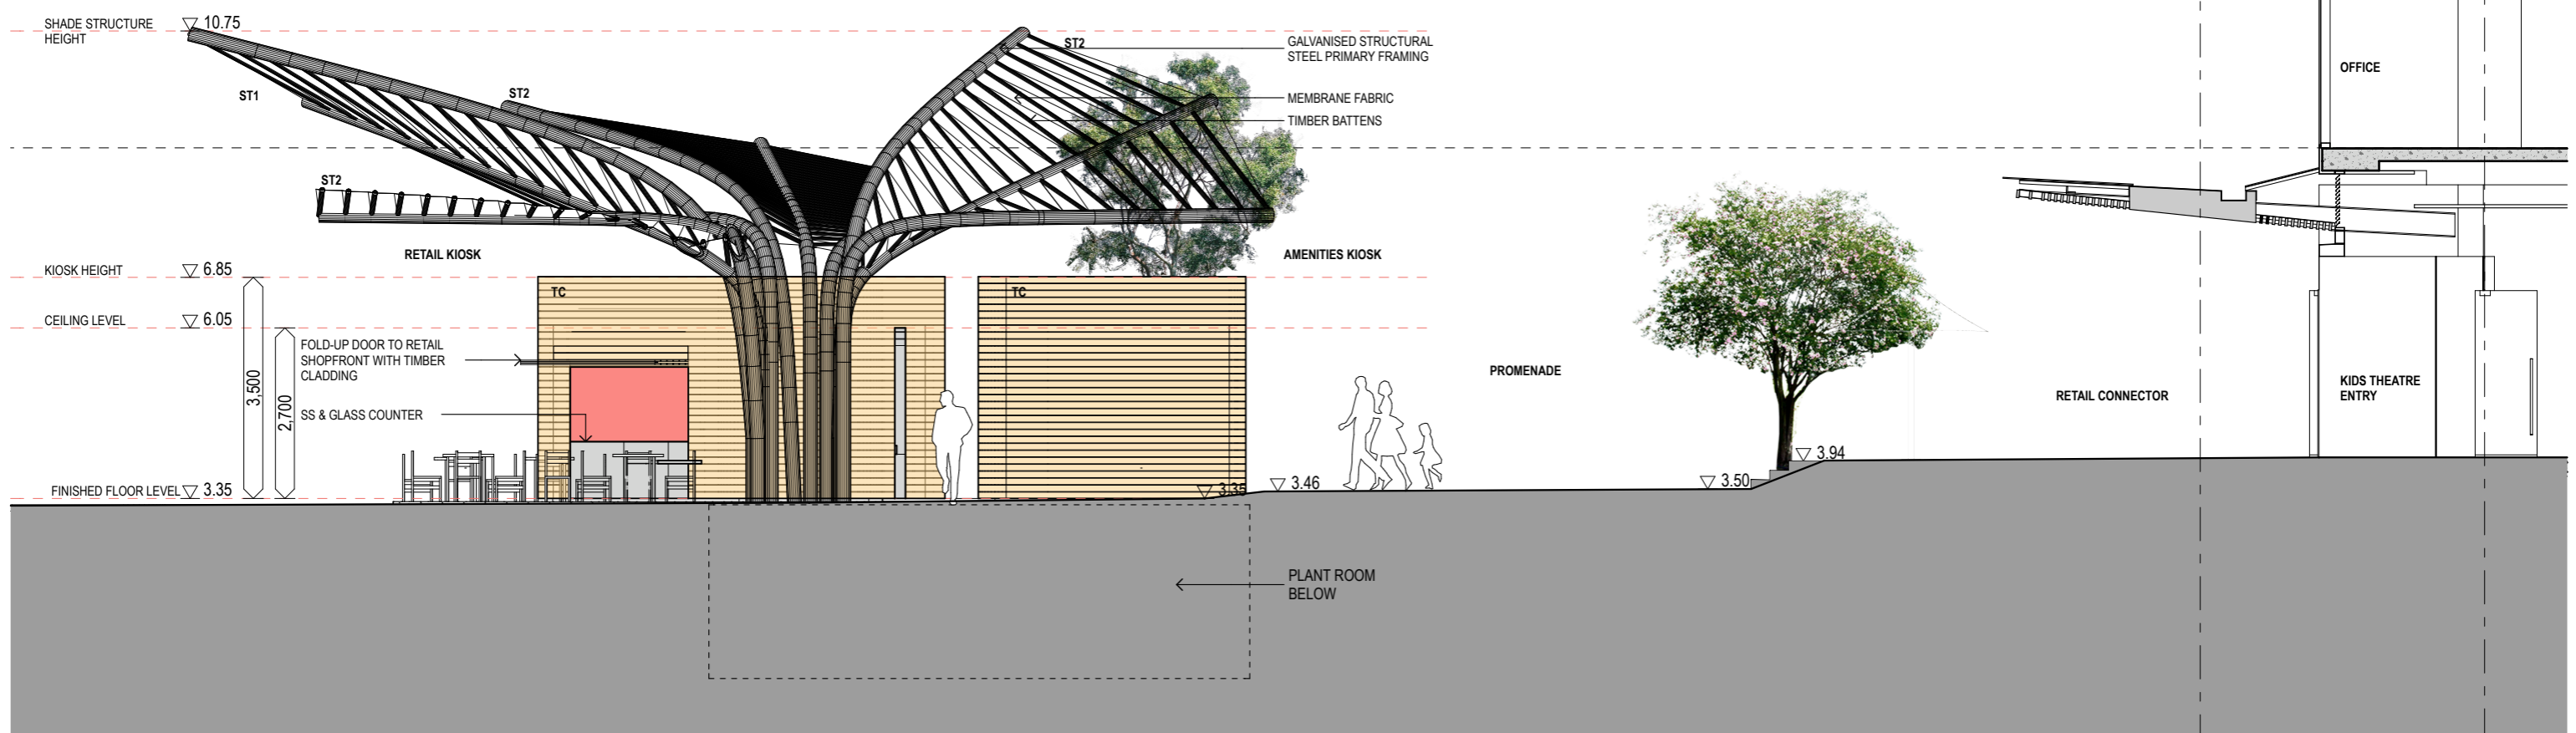 SHADE STRUCTURE
HEIGHT
10.75
ST1
ST2
ST2
GALVANISED STRUCTURAL
STEEL PRIMARY FRAMING
MEMBRANE FABRIC
TIMBER BATTENS
OFFICE
ST2
RETAIL KIOSK
AMENITIES KIOSK
KIOSK HEIGHT
6.85
TC
TC
CEILING LEVEL
6.05
FOLD-UP DOOR TO RETAIL
SHOPFRONT WITH TIMBER
CLADDING
3,500
2,700
SS & GLASS COUNTER
PROMENADE
RETAIL CONNECTOR
KIDS THEATRE
ENTRY
FINISHED FLOOR LEVEL
3.35
3.35
3.46
3.50
3.94
PLANT ROOM
BELOW